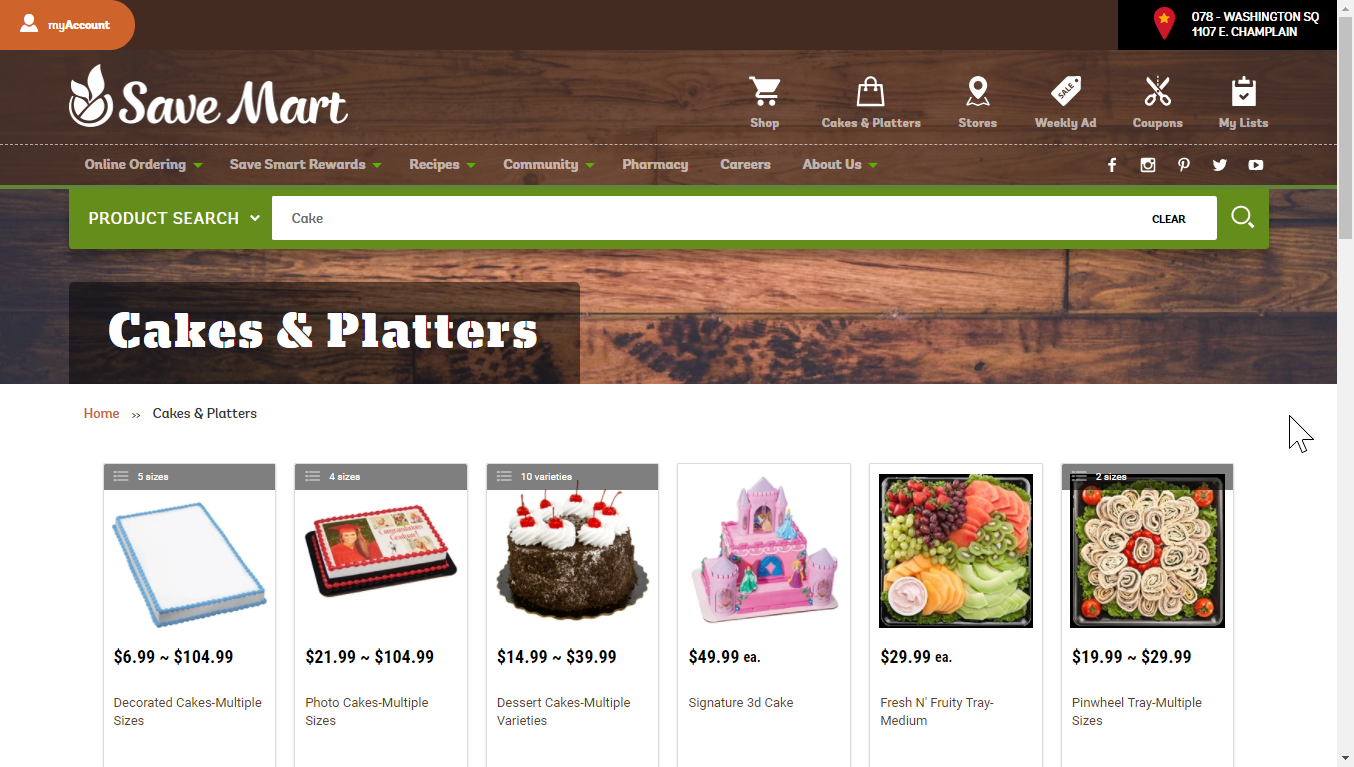 myAccount
078 - WASHINGTON SQ
1107 E. CHAMPLAIN
Save Mart
SALE
Shop
Cakes & Platters
Stores
Weekly Ad
Coupons
My Lists
Online Ordering
Save Smart Rewards
Recipes
Community
Pharmacy
Careers
About Us
PRODUCT SEARCH
Cake
CLEAR
Cakes & Platters
Home >> Cakes & Platters
5 sizes
4 sizes
10 varieties
2 sizes
Congratulations
Graduate!
$6.99 ~ $104.99
$21.99 ~ $104.99
$14.99 ~ $39.99
$49.99 ea.
$29.99 ea.
$19.99 ~ $29.99
Decorated Cakes-Multiple
Sizes
Photo Cakes-Multiple
Sizes
Dessert Cakes-Multiple
Varieties
Signature 3d Cake
Fresh N' Fruity Tray-
Medium
Pinwheel Tray-Multiple
Sizes